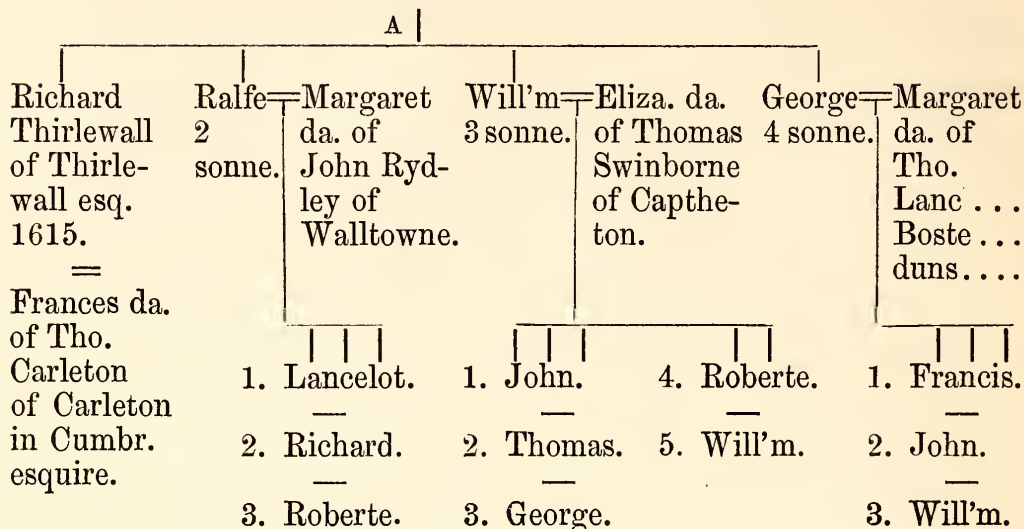 A
Richard
Thirlewall
of Thirle-
wall esq.
1615.
=
Frances da.
of Tho.
Carleton
of Carleton
in Cumbr.
esquire.
Ralfe=Margaret
2
sonne.
da. of
John Ryd-
ley of
Walltowne.
1. Lancelot.
2. Richard.
3. Roberte.
Will'm=Eliza. da.
3 sonne.
of Thomas
Swinborne
of Capthe-
ton.
1. John.
2. Thomas.
3. George.
4. Roberte.
5. Will'm.
George=Margaret
4 sonne.
da. of
Tho.
Lanc ...
Boste ...
duns....
1. Francis.
2. John.
3. Will'm.